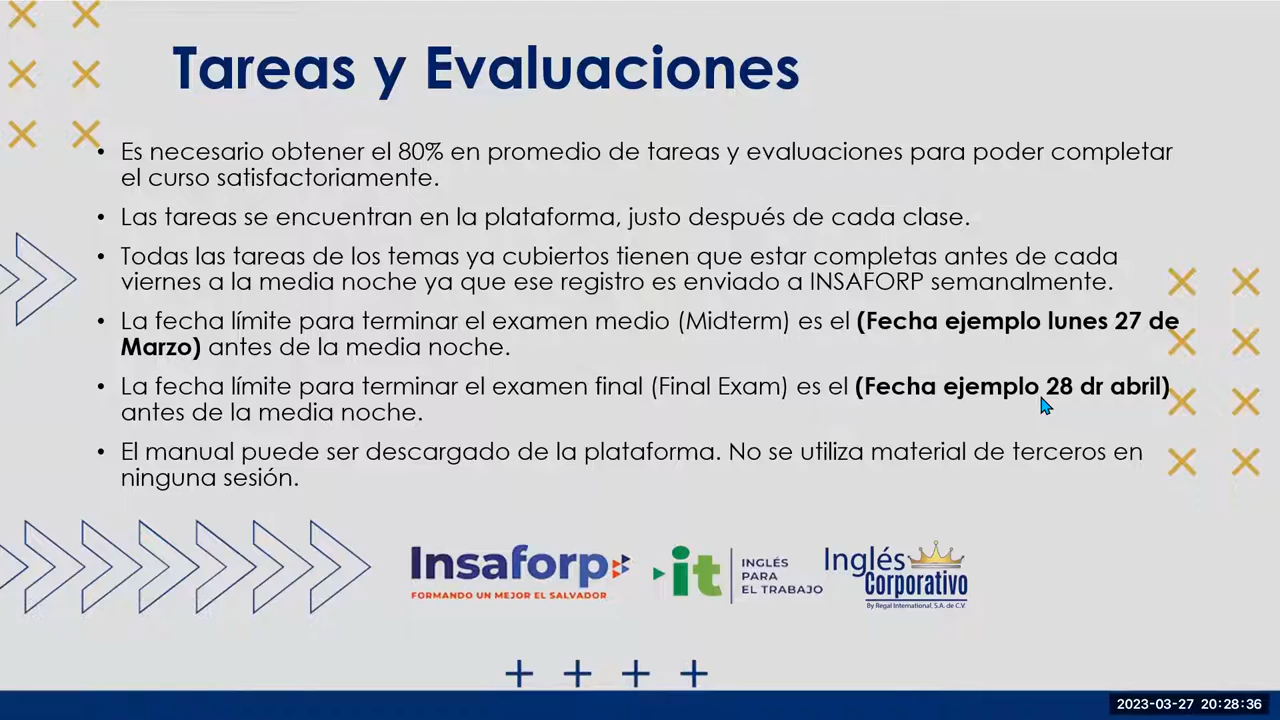 Tareas y Evaluaciones
• Es necesario obtener el 80% en promedio de tareas y evaluaciones para poder completar
el curso satisfactoriamente.
• Las tareas se encuentran en la plataforma, justo después de cada clase.
• Todas las tareas de los temas ya cubiertos tienen que estar completas antes de cada
viernes a la media noche ya que ese registro es enviado a INSAFORP semanalmente.
• La fecha límite para terminar el examen medio (Midterm) es el (Fecha ejemplo lunes 27 de
Marzo) antes de la media noche.
• La fecha límite para terminar el examen final (Final Exam) es el (Fecha ejemplo 28 dr abril)
antes de la media noche.
• El manual puede ser descargado de la plataforma. No se utiliza material de terceros en
ninguna sesión.
Insaforp
FORMANDO UN MEJOR EL SALVADOR
it
INGLÉS
PARA
EL TRABAJO
Inglés
Corporativo
By Regal International, S.A. de C.V.
2023-03-27 20:28:36